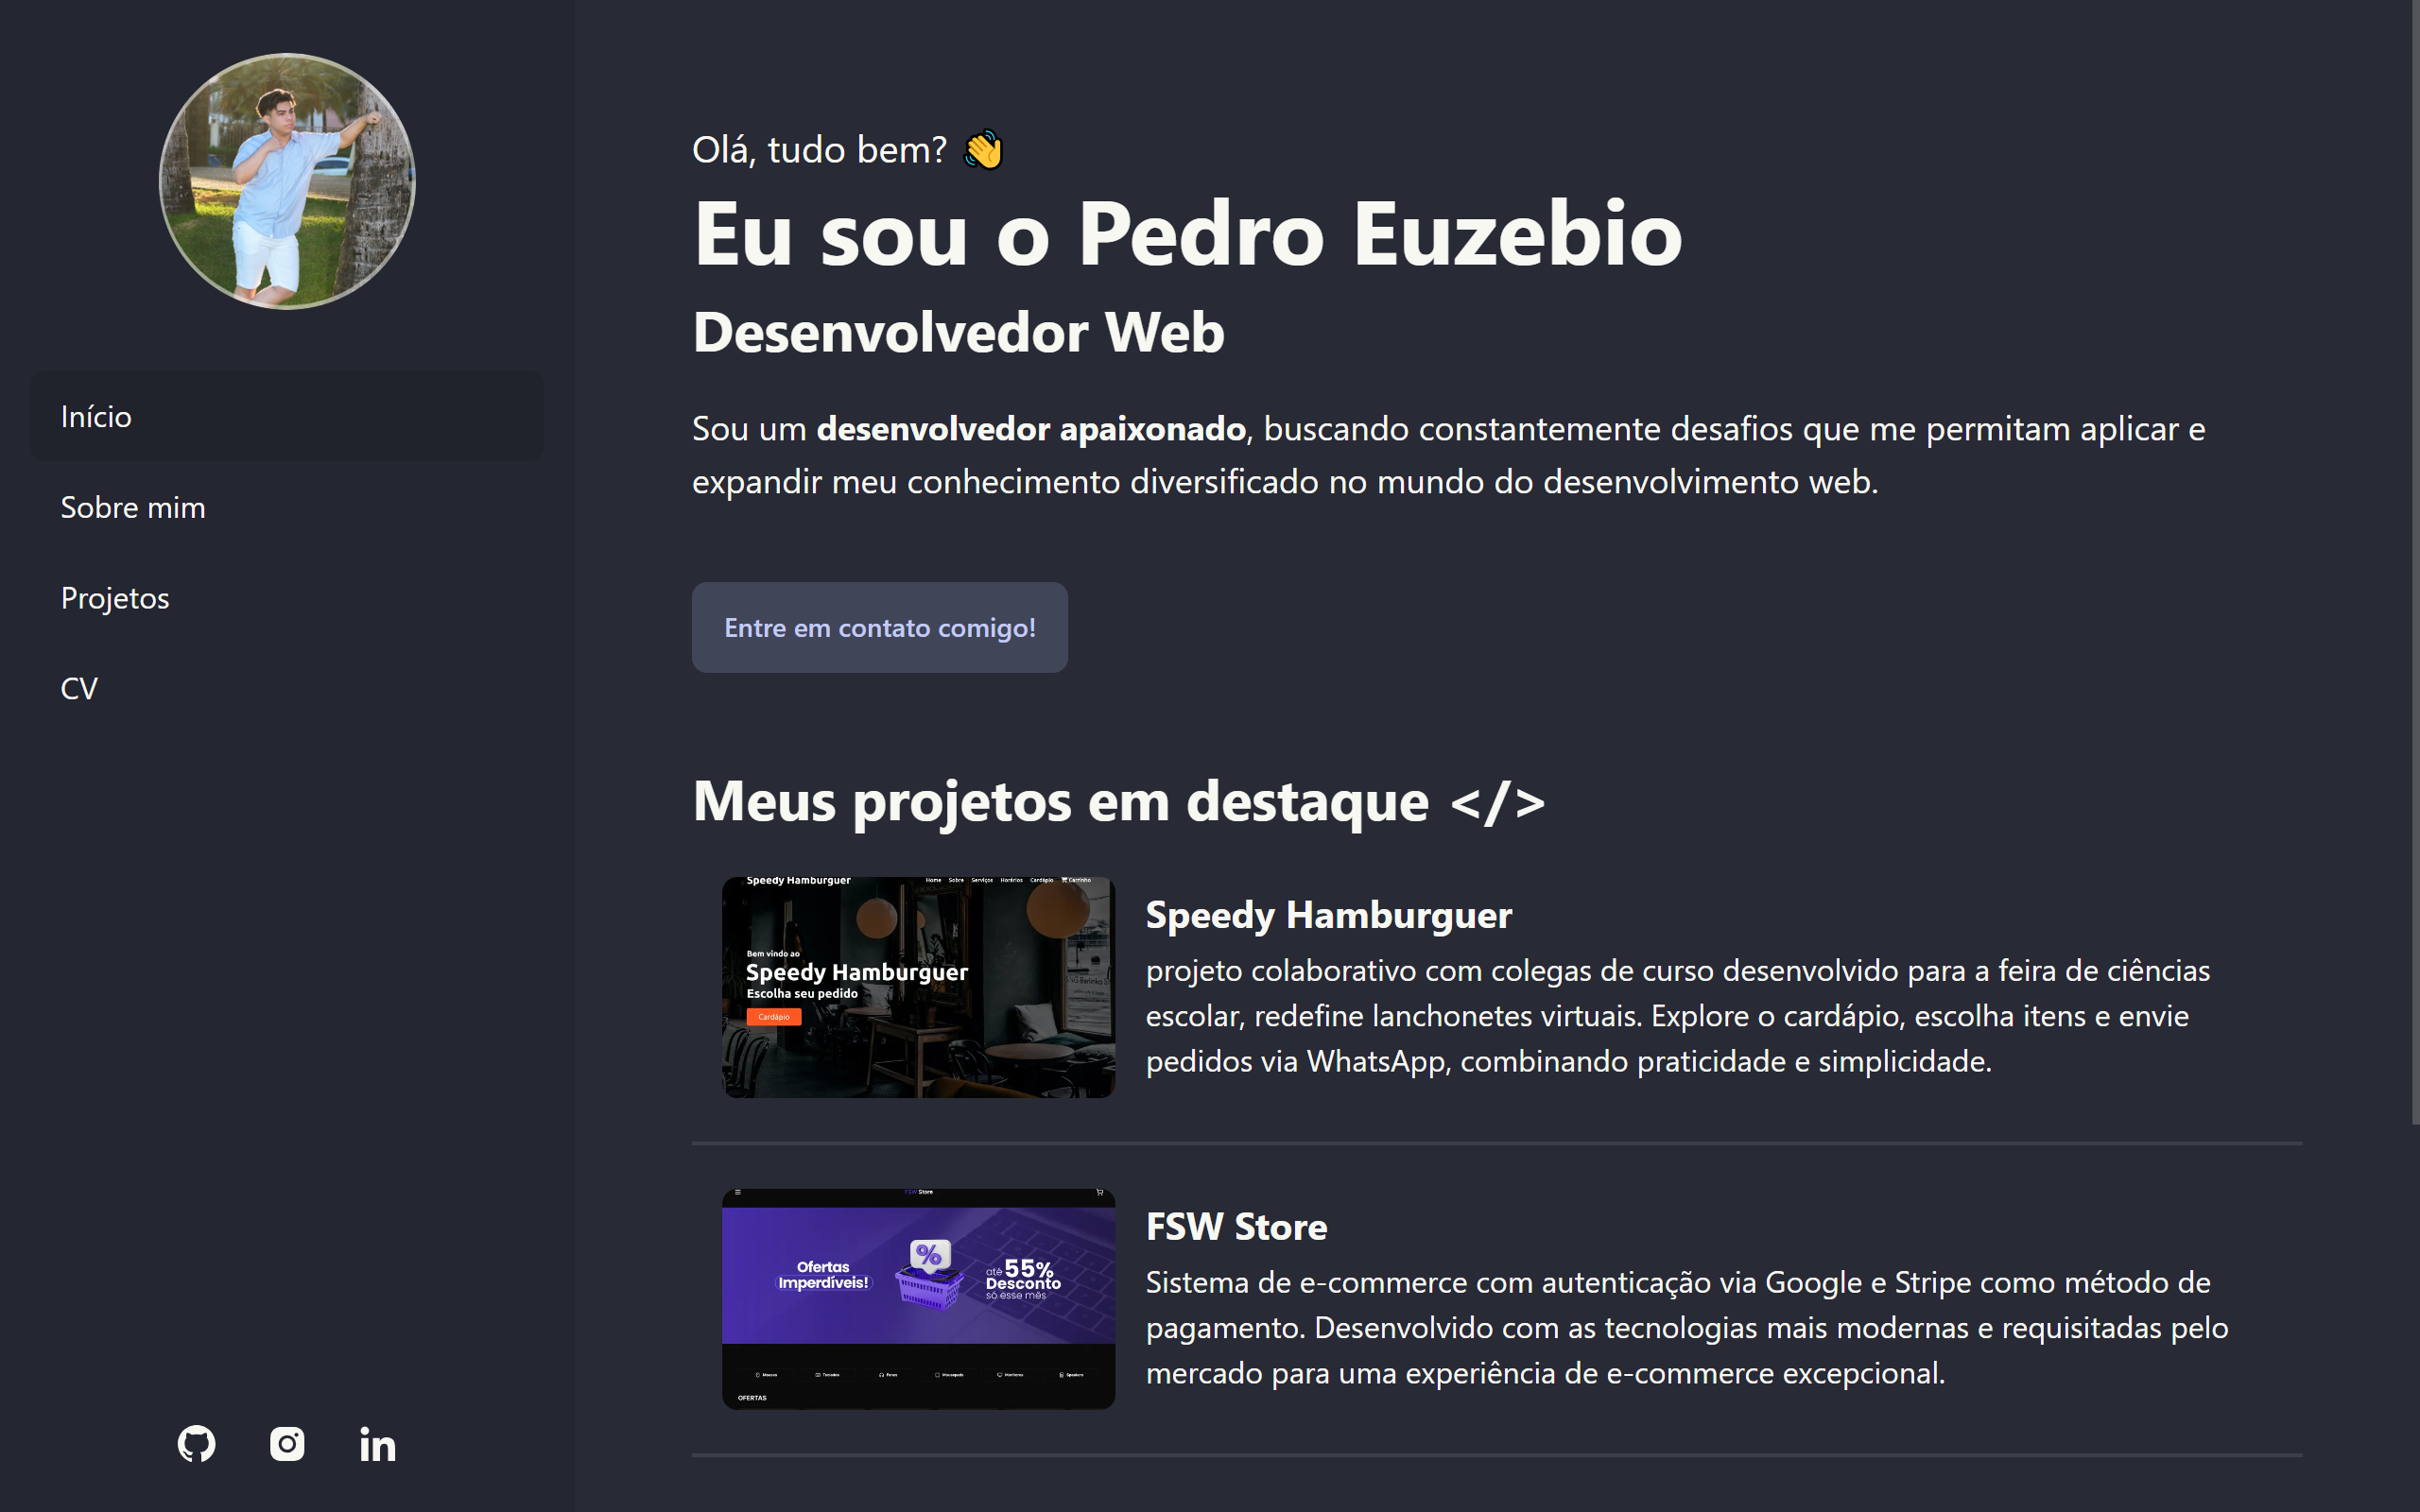 Início
Sobre mim
Projetos
CV
Olá, tudo bem? 👋
Eu sou o Pedro Euzebio
Desenvolvedor Web
Sou um desenvolvedor apaixonado, buscando constantemente desafios que me permitam aplicar e
expandir meu conhecimento diversificado no mundo do desenvolvimento web.
Entre em contato comigo!
Meus projetos em destaque </>
Speedy Hamburguer
Home Sobre Serviços Horários Cardápio Carrinho
Bem vindo ao
Speedy Hamburguer
Escolha seu pedido
Cardápio
Speedy Hamburguer
projeto colaborativo com colegas de curso desenvolvido para a feira de ciências
escolar, redefine lanchonetes virtuais. Explore o cardápio, escolha itens e envie
pedidos via WhatsApp, combinando praticidade e simplicidade.
FSW Store
Ofertas
Imperdíveis!
até 55%
Desconto
só esse mês
Mouses Teclados Fones Mousepads Monitores Speakers
OFERTAS
FSW Store
Sistema de e-commerce com autenticação via Google e Stripe como método de
pagamento. Desenvolvido com as tecnologias mais modernas e requisitadas pelo
mercado para uma experiência de e-commerce excepcional.